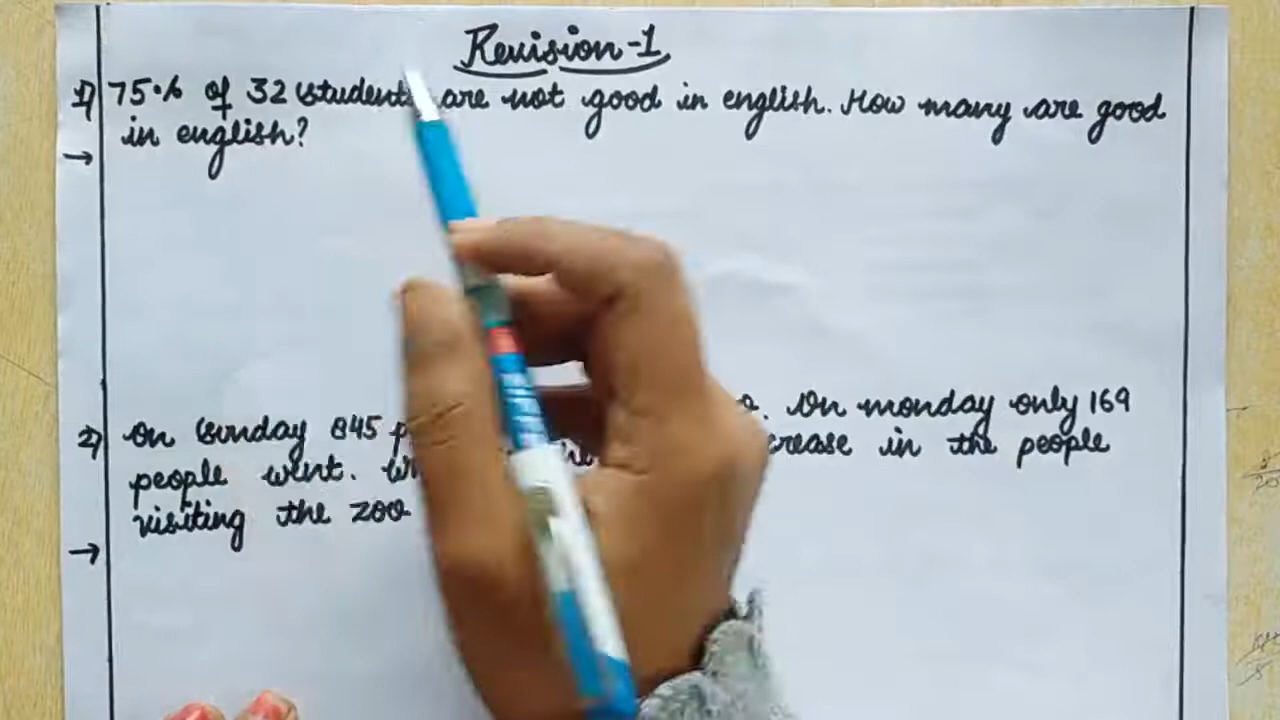 Revision-1
1) 75% of 32 students are not good in english. How many are good
in english?
→
2) On Sunday 845 On monday only 169
people went. in the people
visiting the zoo
→